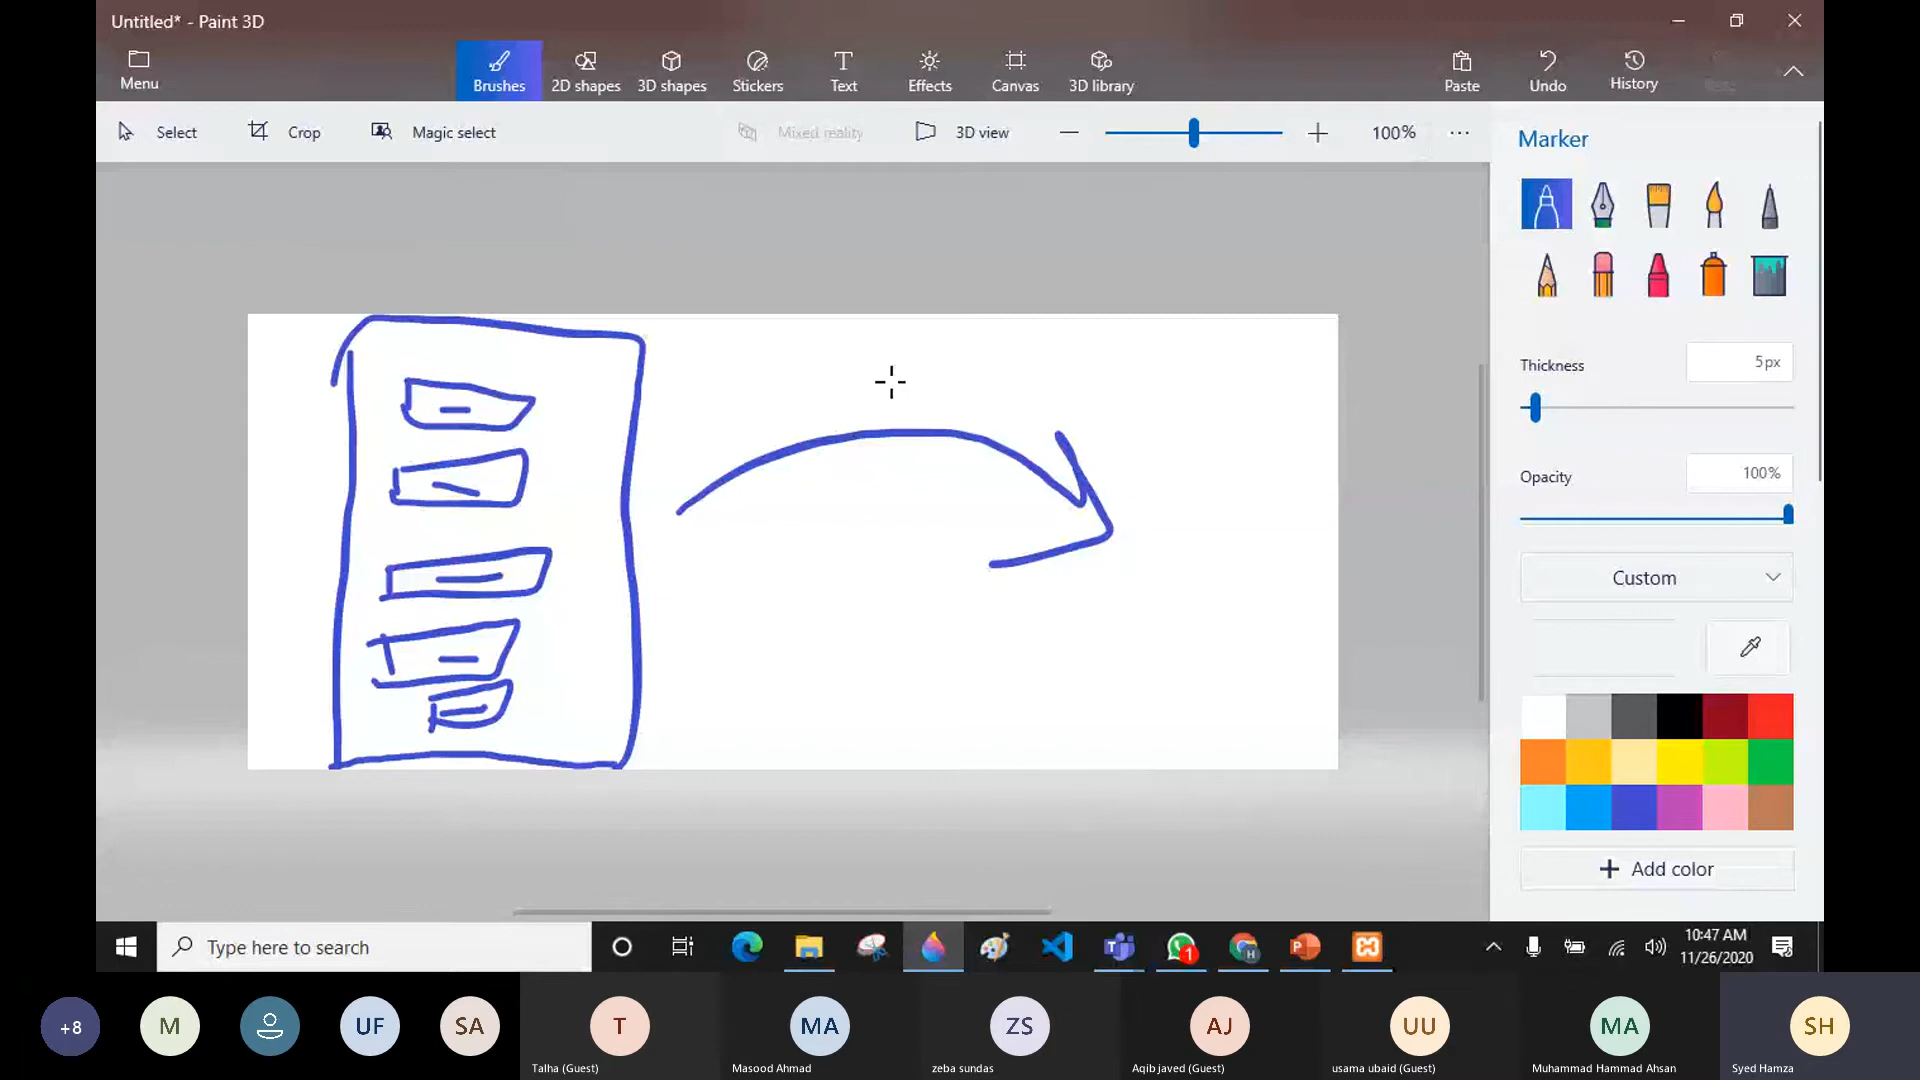 Untitled* - Paint 3D
Menu
Brushes
2D shapes
3D shapes
Stickers
Text
Effects
Canvas
3D library
Paste
Undo
History
Select
Crop
Magic select
Mixed reality
3D view
100%
Marker
Thickness
5px
Opacity
100%
Custom
Add color
Type here to search
1
H
10:47 AM
11/26/2020
+8
M
UF
SA
T
MA
ZS
AJ
UU
MA
SH
Talha (Guest)
Masood Ahmad
zeba sundas
Aqib javed (Guest)
usama ubaid (Guest)
Muhammad Hammad Ahsan
Syed Hamza